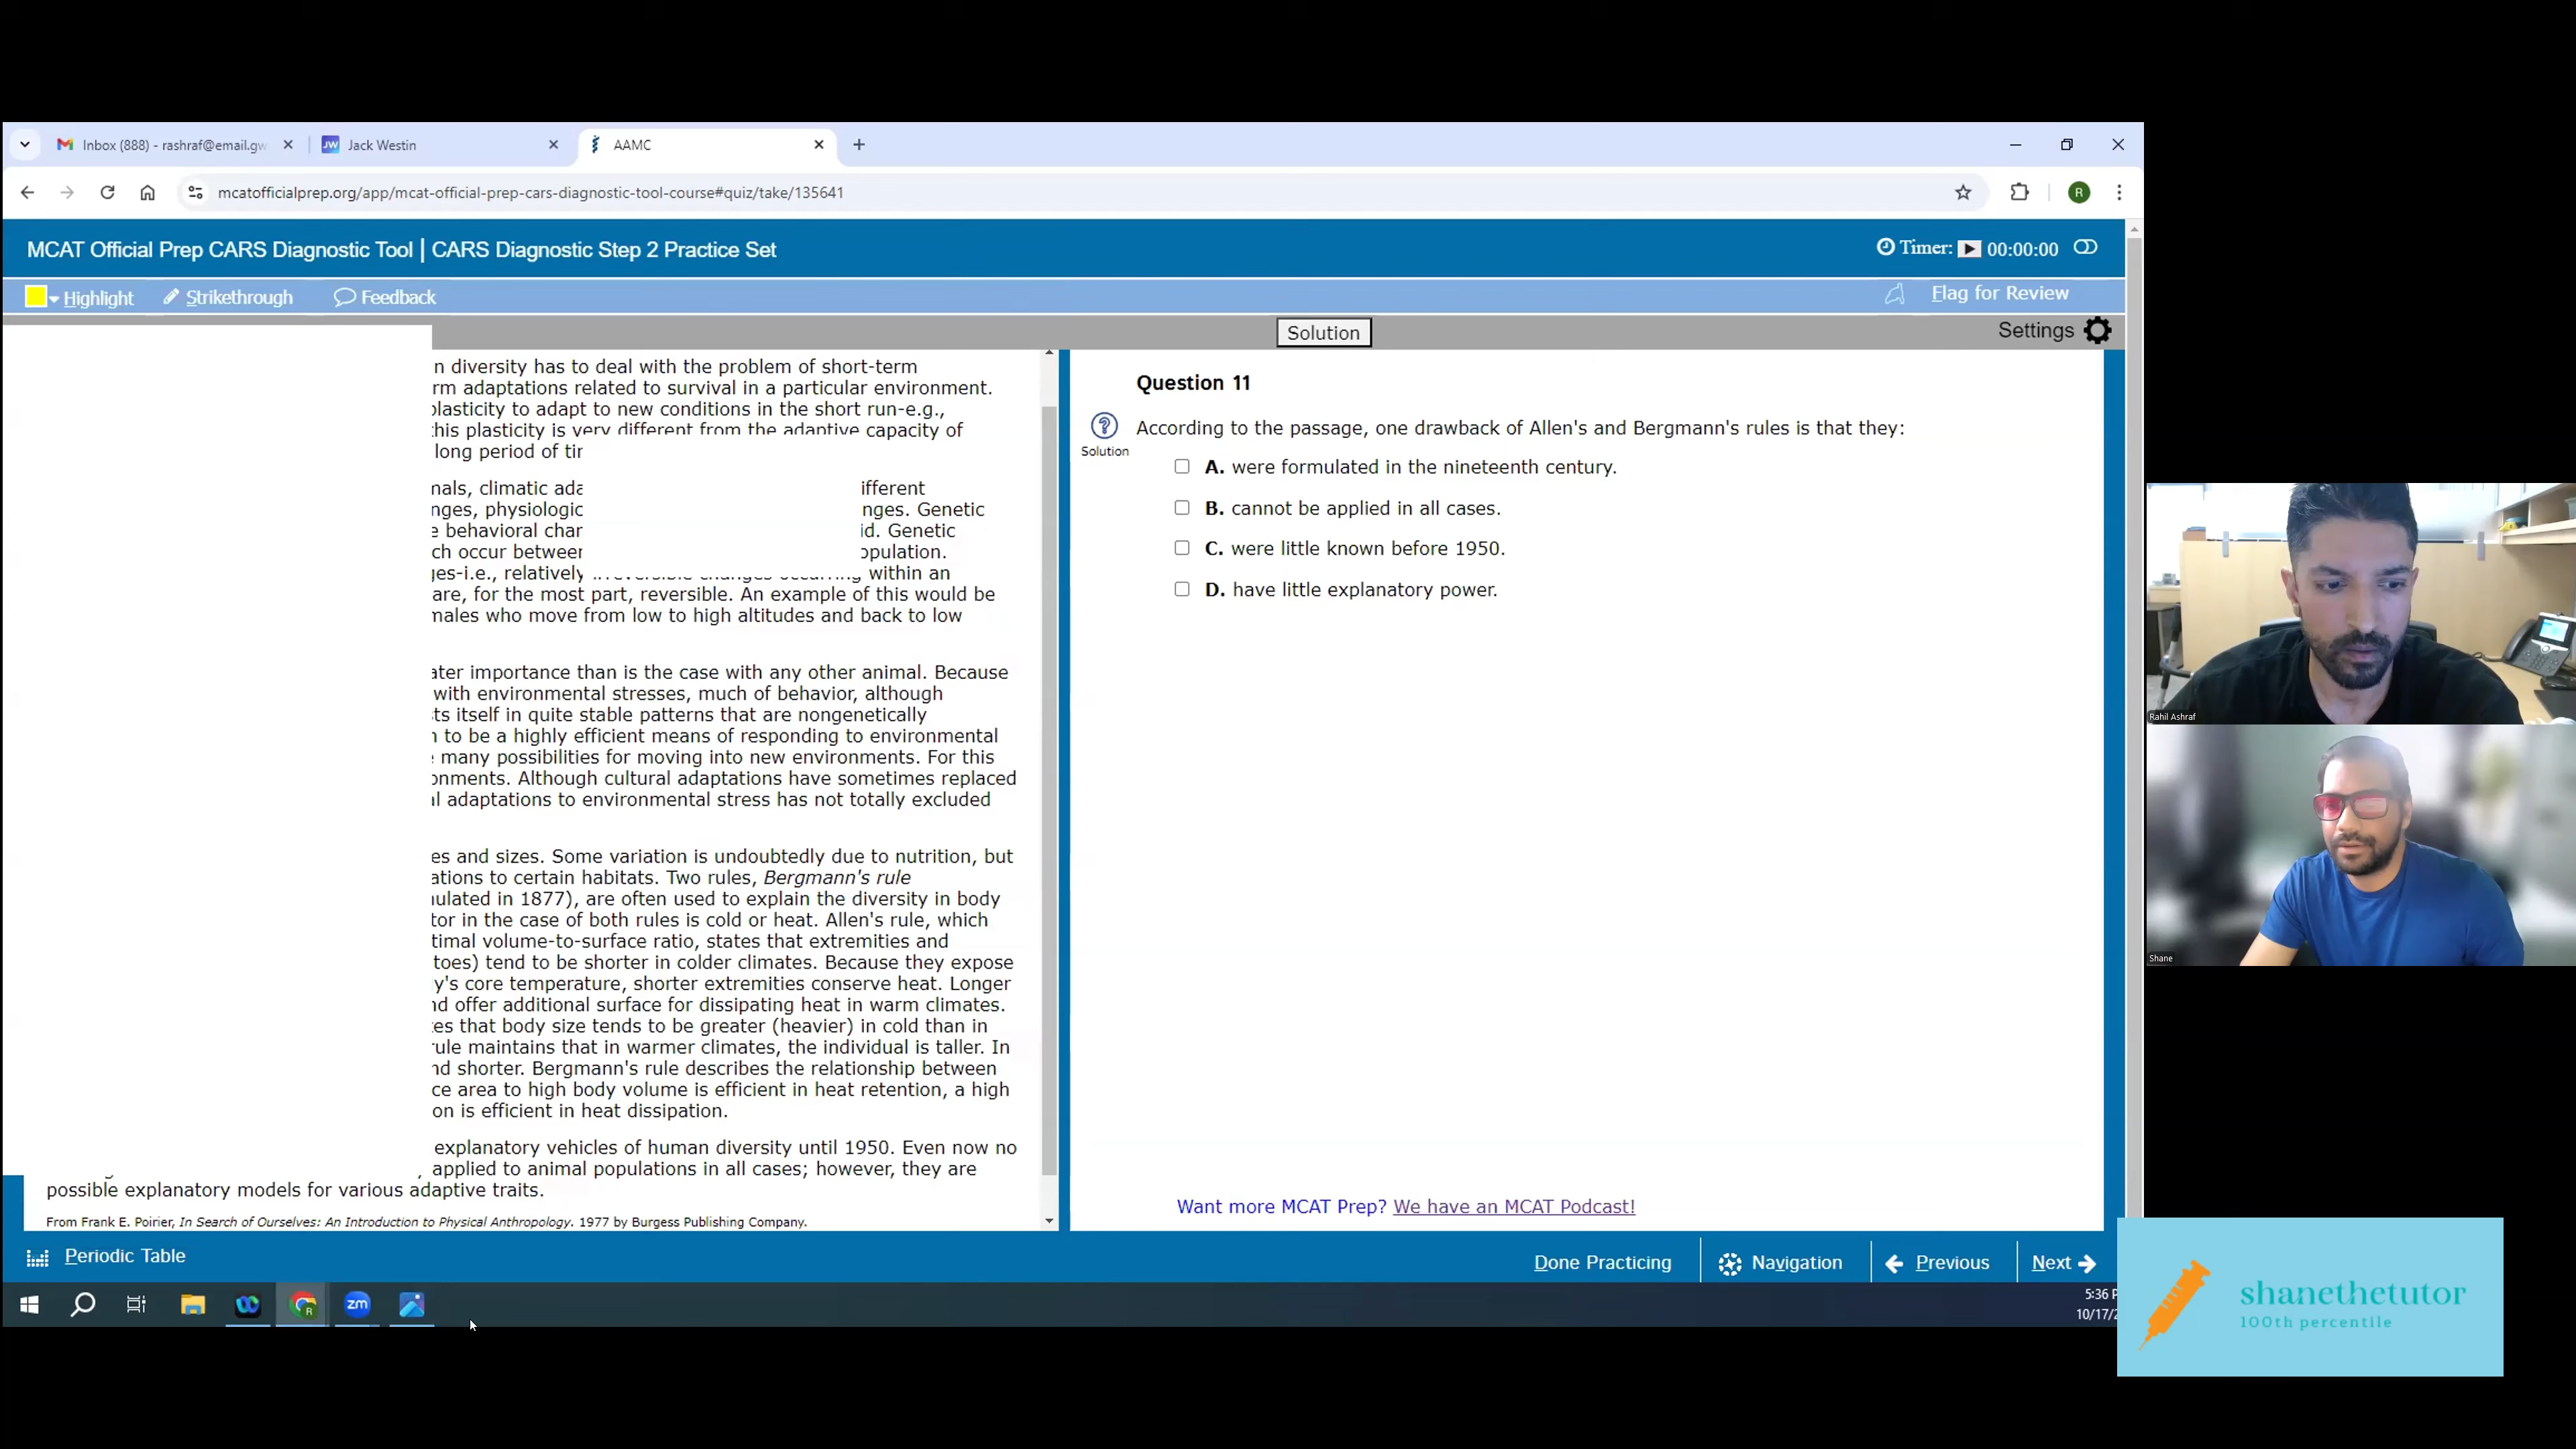 Inbox (888) - rashraf@email.gw
Jack Westin
AAMC
mcatofficialprep.org/app/mcat-official-prep-cars-diagnostic-tool-course#quiz/take/135641
R
MCAT Official Prep CARS Diagnostic Tool | CARS Diagnostic Step 2 Practice Set
Timer: 00:00:00
Highlight
Strikethrough
Feedback
Flag for Review
Solution
Settings
n diversity has to deal with the problem of short-term
rm adaptations related to survival in a particular environment.
plasticity to adapt to new conditions in the short run-e.g.,
this plasticity is very different from the adaptive capacity of
long period of tir
nals, climatic ada ifferent
nges, physiologic nges. Genetic
e behavioral char id. Genetic
ch occur between opulation.
ges-i.e., relatively irreversible changes occurring within an
are, for the most part, reversible. An example of this would be
males who move from low to high altitudes and back to low
ater importance than is the case with any other animal. Because
with environmental stresses, much of behavior, although
ts itself in quite stable patterns that are nongenetically
n to be a highly efficient means of responding to environmental
e many possibilities for moving into new environments. For this
onments. Although cultural adaptations have sometimes replaced
l adaptations to environmental stress has not totally excluded
es and sizes. Some variation is undoubtedly due to nutrition, but
ations to certain habitats. Two rules, Bergmann's rule
ulated in 1877), are often used to explain the diversity in body
tor in the case of both rules is cold or heat. Allen's rule, which
timal volume-to-surface ratio, states that extremities and
toes) tend to be shorter in colder climates. Because they expose
y's core temperature, shorter extremities conserve heat. Longer
nd offer additional surface for dissipating heat in warm climates.
tes that body size tends to be greater (heavier) in cold than in
rule maintains that in warmer climates, the individual is taller. In
nd shorter. Bergmann's rule describes the relationship between
ce area to high body volume is efficient in heat retention, a high
on is efficient in heat dissipation.
explanatory vehicles of human diversity until 1950. Even now no
applied to animal populations in all cases; however, they are
possible explanatory models for various adaptive traits.
From Frank E. Poirier, In Search of Ourselves: An Introduction to Physical Anthropology. 1977 by Burgess Publishing Company.
Question 11
Solution
According to the passage, one drawback of Allen's and Bergmann's rules is that they:
A. were formulated in the nineteenth century.
B. cannot be applied in all cases.
C. were little known before 1950.
D. have little explanatory power.
Want more MCAT Prep? We have an MCAT Podcast!
Periodic Table
Done Practicing
Navigation
Previous
Next
zm
5:36 P
10/17/2
Rahil Ashraf
Shane
shanethetutor
100th percentile